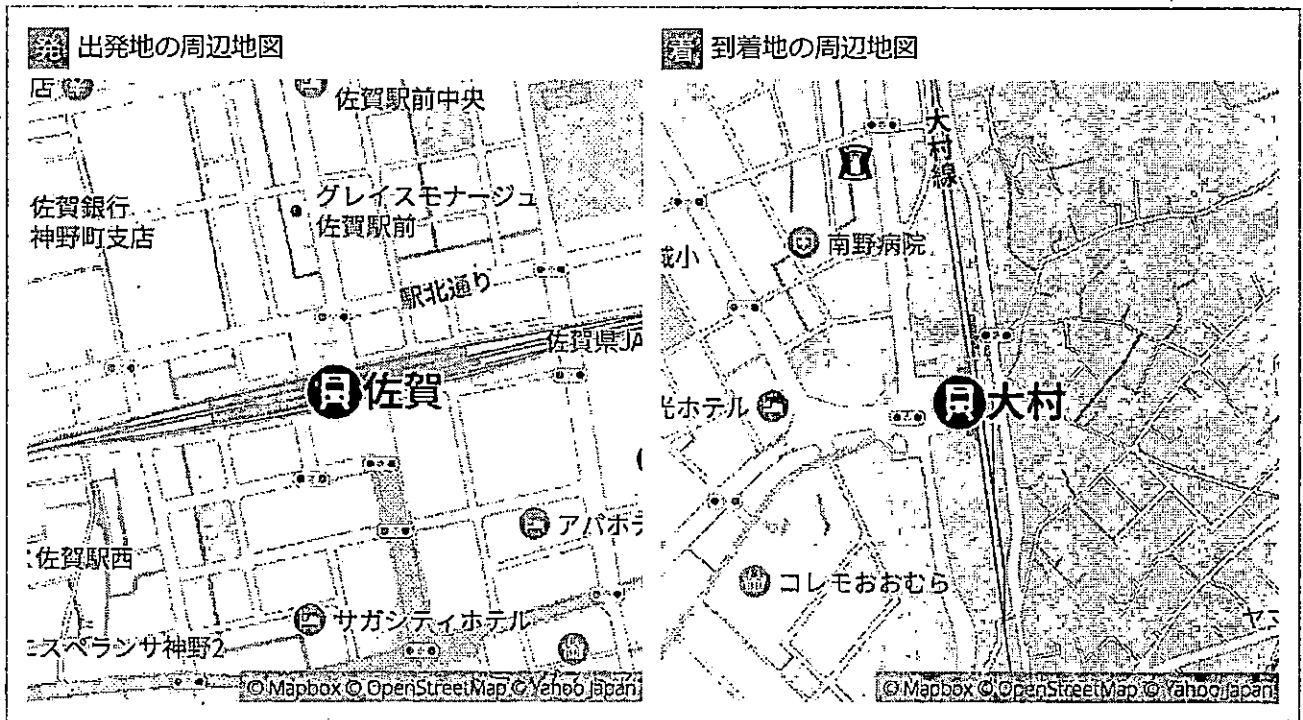 発 出発地の周辺地図
店
佐賀駅前中央
佐賀銀行
神野町支店
グレイスモナージュ
佐賀駅前
駅北通り
佐賀県JA
佐賀
アパホテ
佐賀駅西
サガシティホテル
エスペランサ神野2
© Mapbox © OpenStreetMap © Yahoo Japan
着 到着地の周辺地図
大村線
南野病院
城小
光ホテル
大村
コレモおおむら
ヤマ
© Mapbox © OpenStreetMap © Yahoo Japan